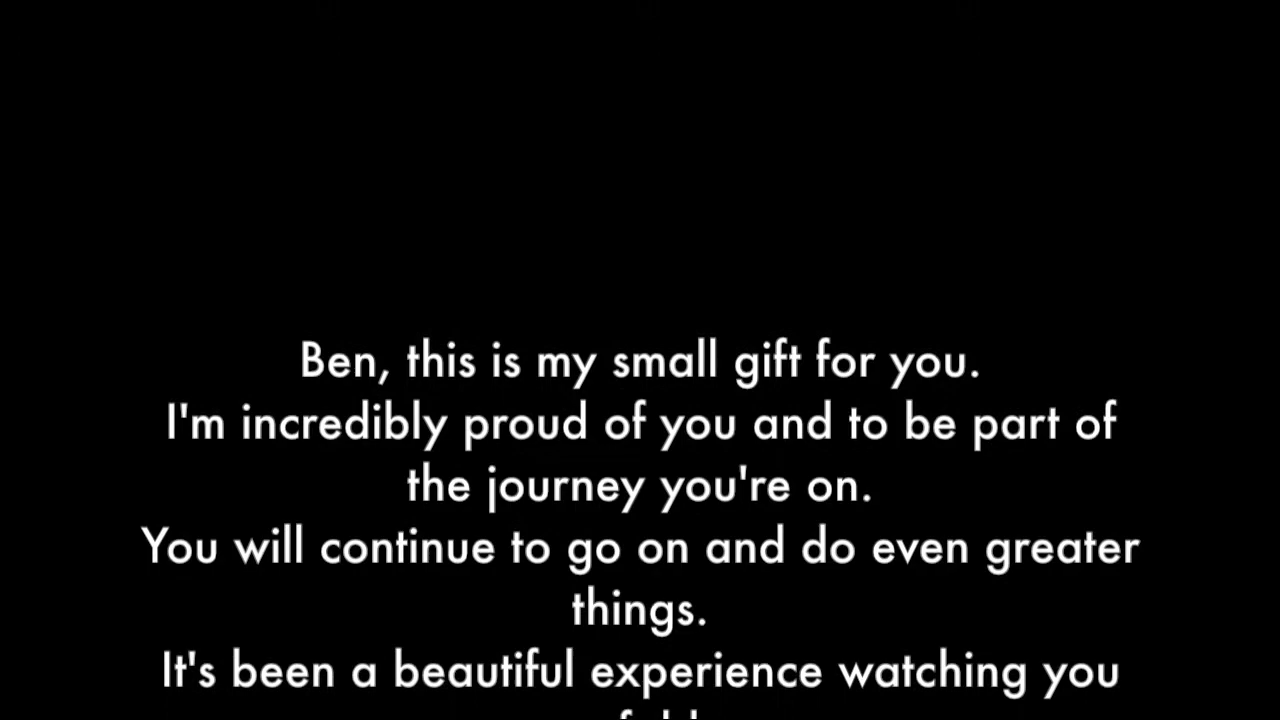 Ben, this is my small gift for you.
I'm incredibly proud of you and to be part of
the journey you're on.
You will continue to go on and do even greater
things.
It's been a beautiful experience watching you